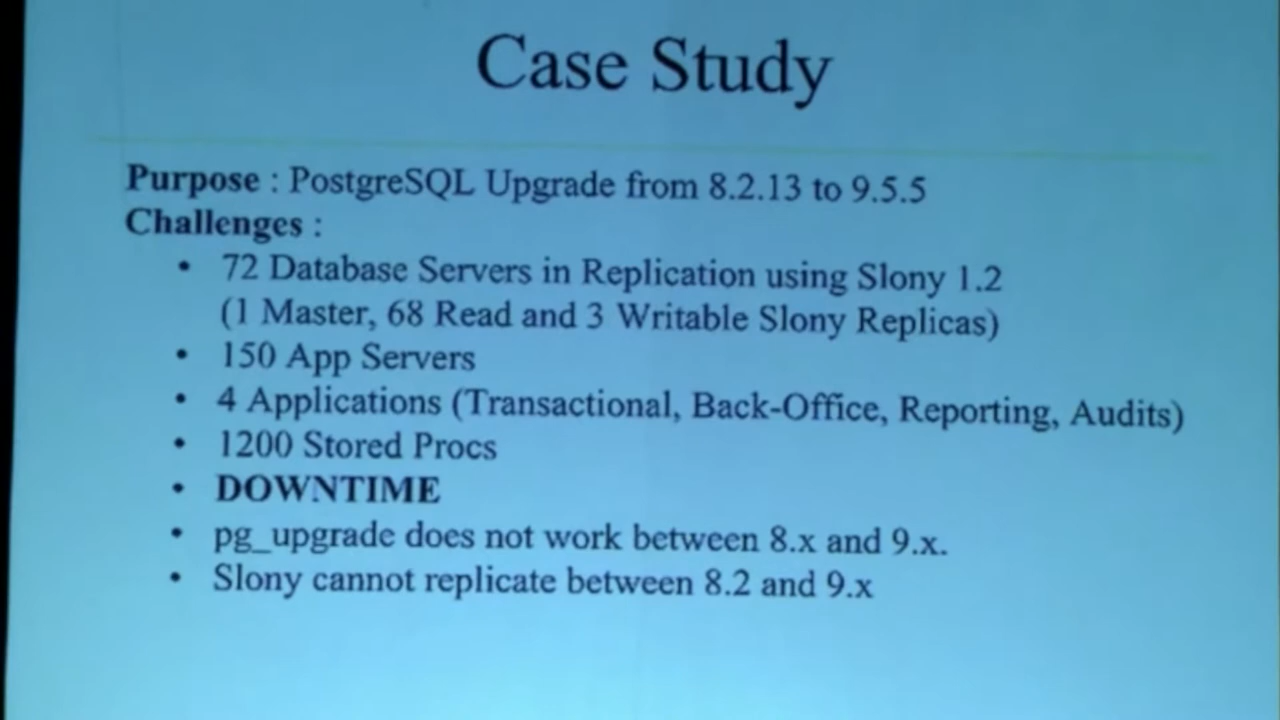 Case Study
Purpose : PostgreSQL Upgrade from 8.2.13 to 9.5.5
Challenges :
• 72 Database Servers in Replication using Slony 1.2
(1 Master, 68 Read and 3 Writable Slony Replicas)
• 150 App Servers
• 4 Applications (Transactional, Back-Office, Reporting, Audits)
• 1200 Stored Procs
• DOWNTIME
• pg_upgrade does not work between 8.x and 9.x.
• Slony cannot replicate between 8.2 and 9.x